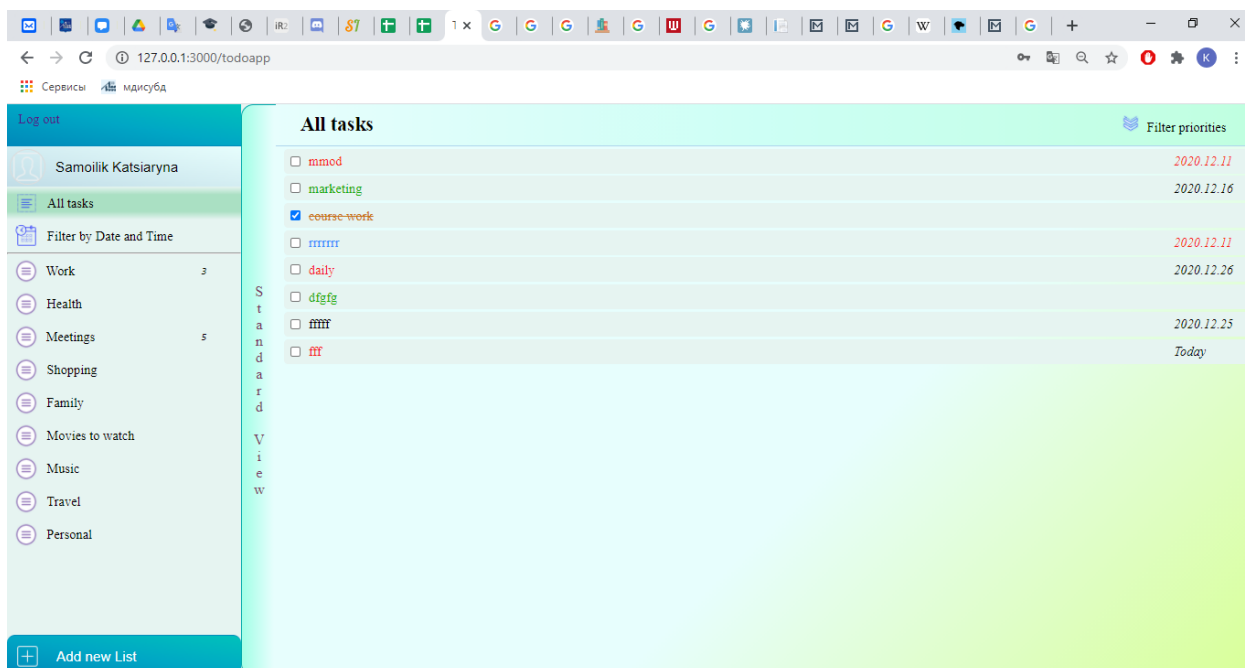 127.0.0.1:3000/todoapp
K
Сервисы мдисубд
Log out
Samoilik Katsiaryna
All tasks
Filter by Date and Time
Work 3
Health
Meetings 5
Shopping
Family
Movies to watch
Music
Travel
Personal
Add new List
Standard View
All tasks
Filter priorities
mmod 2020.12.11
marketing 2020.12.16
course work
rrrrrrr 2020.12.11
daily 2020.12.26
dfgfg
fffff 2020.12.25
fff Today